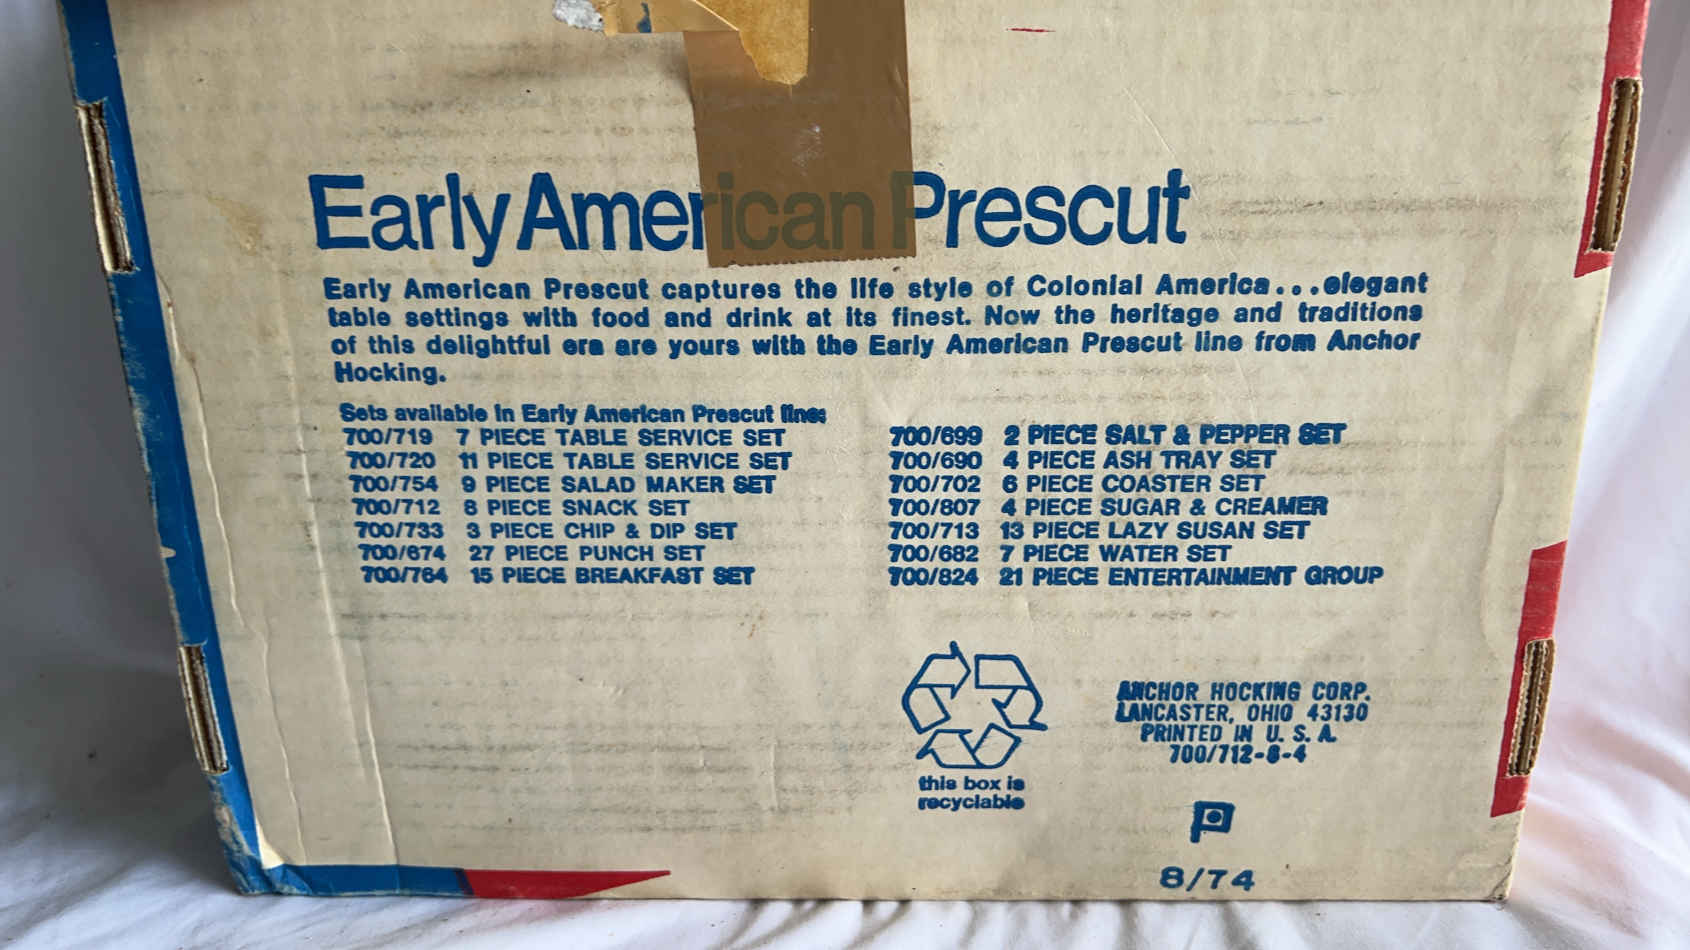 Early American Prescut
Early American Prescut captures the life style of Colonial America...elegant
table settings with food and drink at its finest. Now the heritage and traditions
of this delightful era are yours with the Early American Prescut line from Anchor
Hocking.
Sets available in Early American Prescut line:
700/719 7 PIECE TABLE SERVICE SET
700/720 11 PIECE TABLE SERVICE SET
700/754 9 PIECE SALAD MAKER SET
700/712 8 PIECE SNACK SET
700/733 3 PIECE CHIP & DIP SET
700/674 27 PIECE PUNCH SET
700/764 15 PIECE BREAKFAST SET
700/699 2 PIECE SALT & PEPPER SET
700/690 4 PIECE ASH TRAY SET
700/702 6 PIECE COASTER SET
700/807 4 PIECE SUGAR & CREAMER
700/713 13 PIECE LAZY SUSAN SET
700/682 7 PIECE WATER SET
700/824 21 PIECE ENTERTAINMENT GROUP
this box is
recyclable
ANCHOR HOCKING CORP.
LANCASTER, OHIO 43130
PRINTED IN U. S. A.
700/712-8-4
8/74